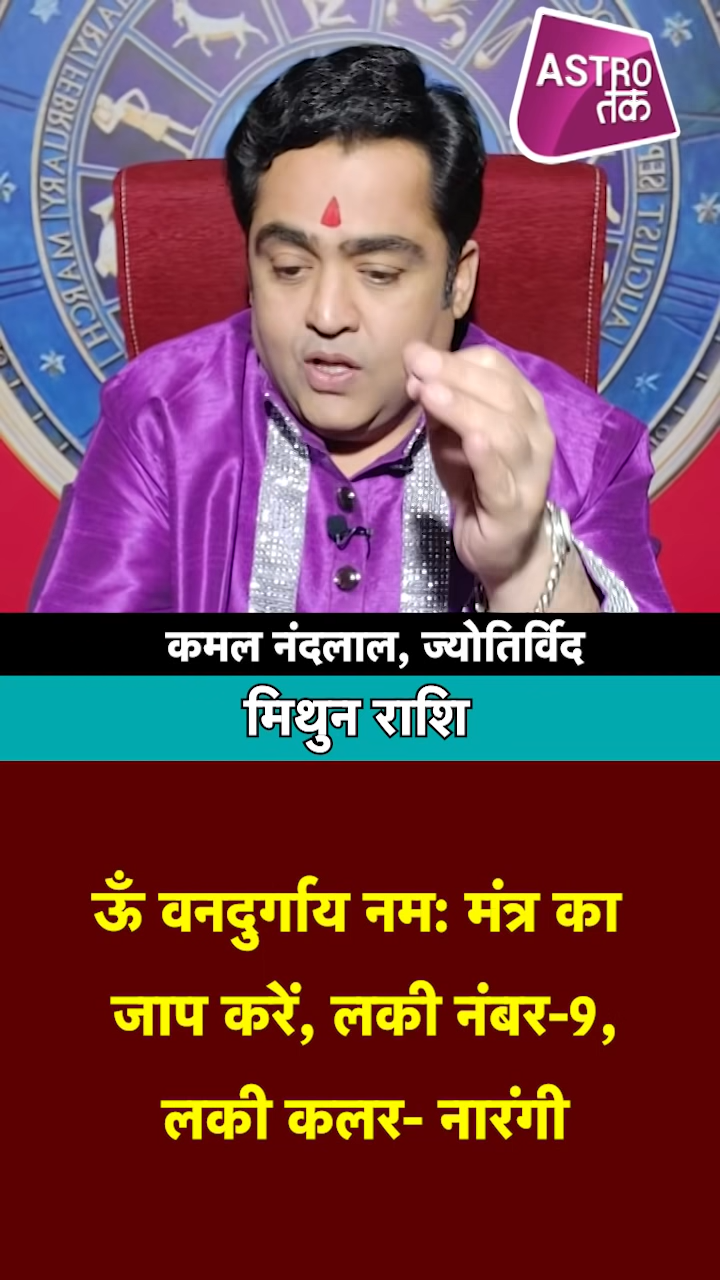 ASTRO
तक
कमल नंदलाल, ज्योतिर्विद
मिथुन राशि
ॐ वनदुर्गाय नम: मंत्र का
जाप करें, लकी नंबर-9,
लकी कलर- नारंगी